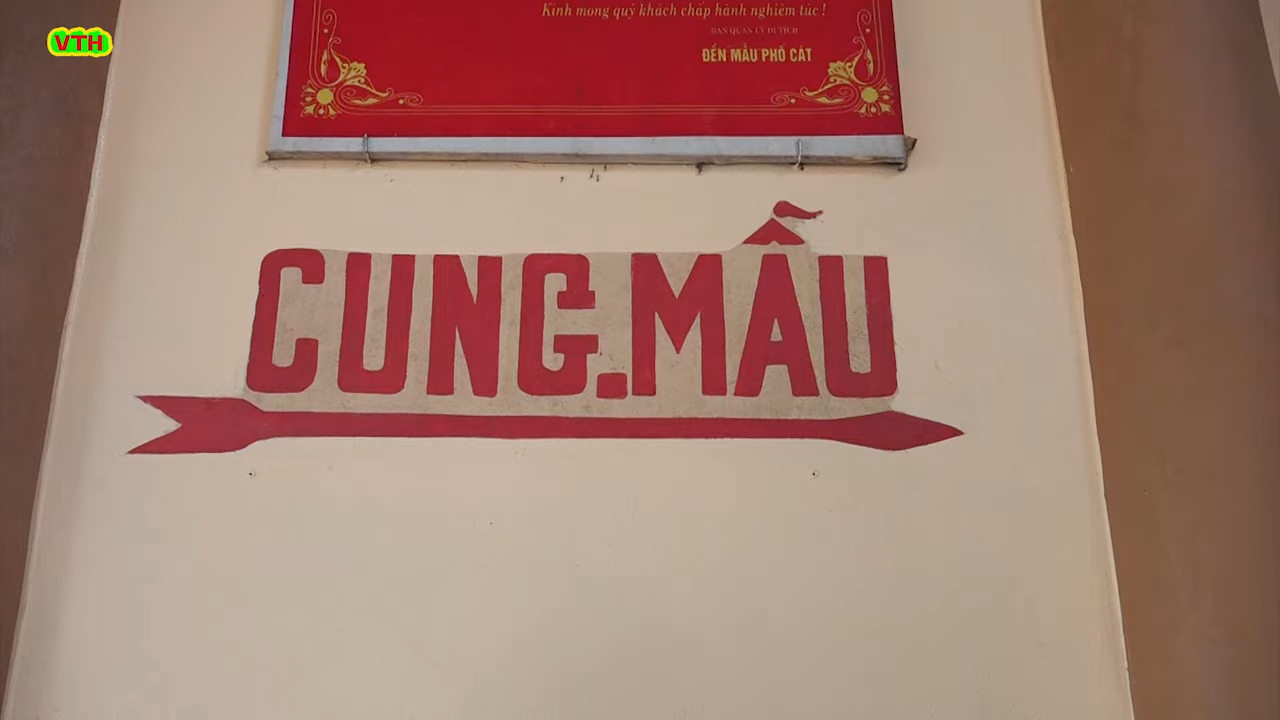 VTH
Kính mong quý khách chấp hành nghiêm túc!
BAN QUẢN LÝ DI TÍCH
ĐỀN MẪU PHỐ CÁT
CUNG.MẪU